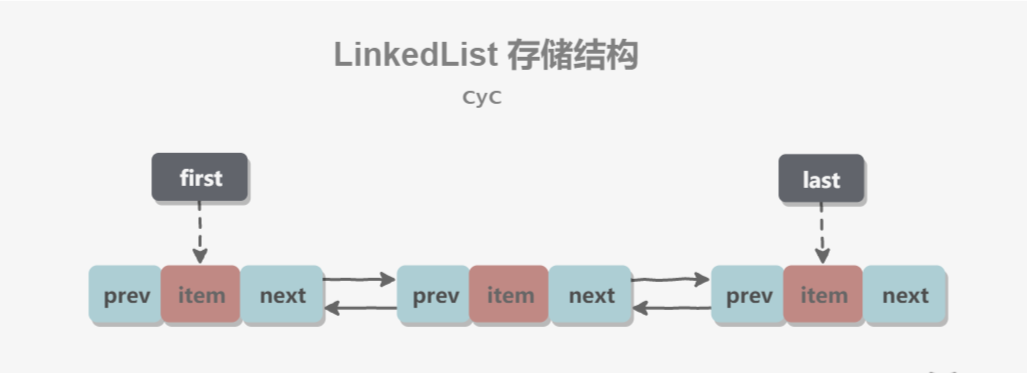 LinkedList 存储结构
CyC
first
last
prev item next
prev item next
prev item next